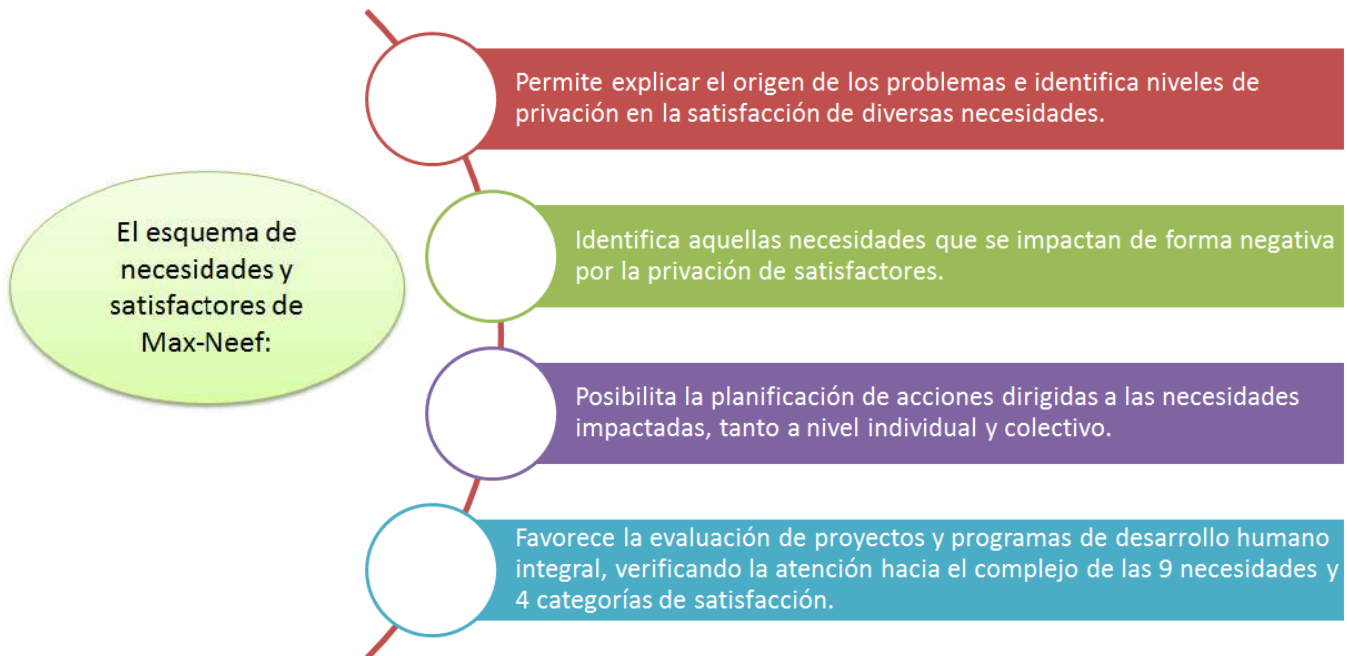 El esquema de
necesidades y
satisfactores de
Max-Neef:
Permite explicar el origen de los problemas e identifica niveles de
privación en la satisfacción de diversas necesidades.
Identifica aquellas necesidades que se impactan de forma negativa
por la privación de satisfactores.
Posibilita la planificación de acciones dirigidas a las necesidades
impactadas, tanto a nivel individual y colectivo.
Favorece la evaluación de proyectos y programas de desarrollo humano
integral, verificando la atención hacia el complejo de las 9 necesidades y
4 categorías de satisfacción.